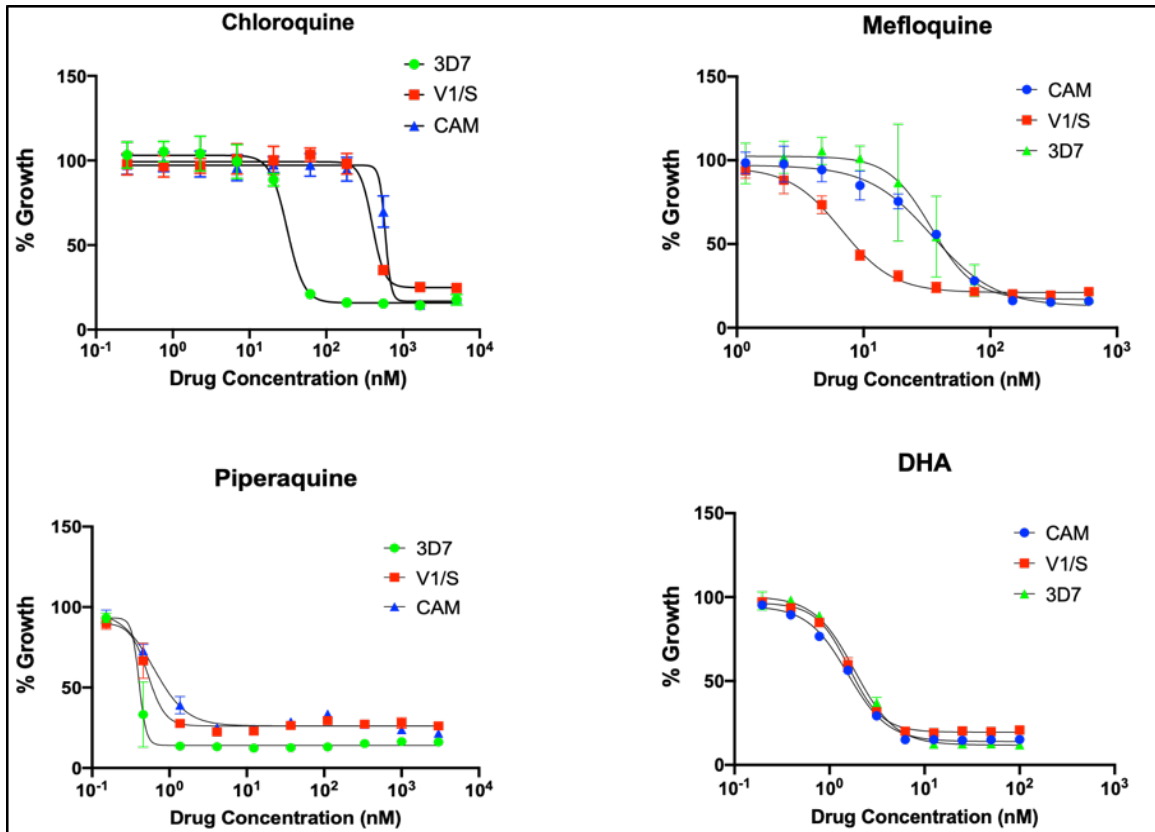 Chloroquine
3D7
V1/S
CAM
% Growth
150
100
50
0
10-1
100
101
102
103
104
Drug Concentration (nM)
Mefloquine
CAM
V1/S
3D7
% Growth
150
100
50
0
100
101
102
103
Drug Concentration (nM)
Piperaquine
3D7
V1/S
CAM
% Growth
150
100
50
0
10-1
100
101
102
103
104
Drug Concentration (nM)
DHA
CAM
V1/S
3D7
% Growth
150
100
50
0
10-1
100
101
102
103
Drug Concentration (nM)